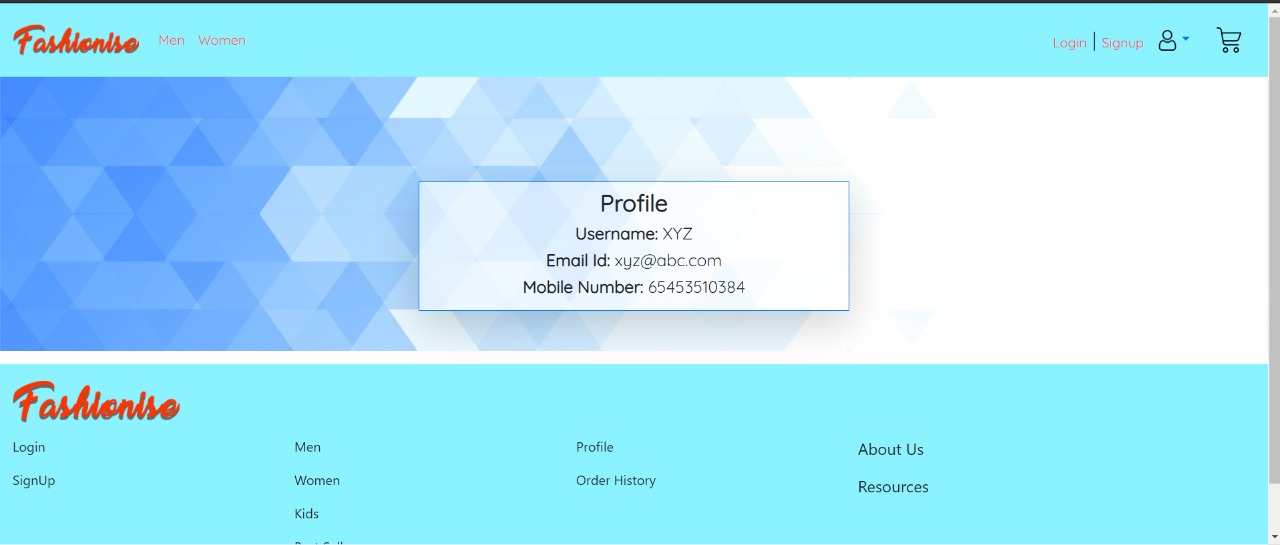 Fashionise Men Women Login | Signup
Profile
Username: XYZ
Email Id: xyz@abc.com
Mobile Number: 65453510384
Fashionise
Login Men Profile About Us
SignUp Women Order History Resources
Kids